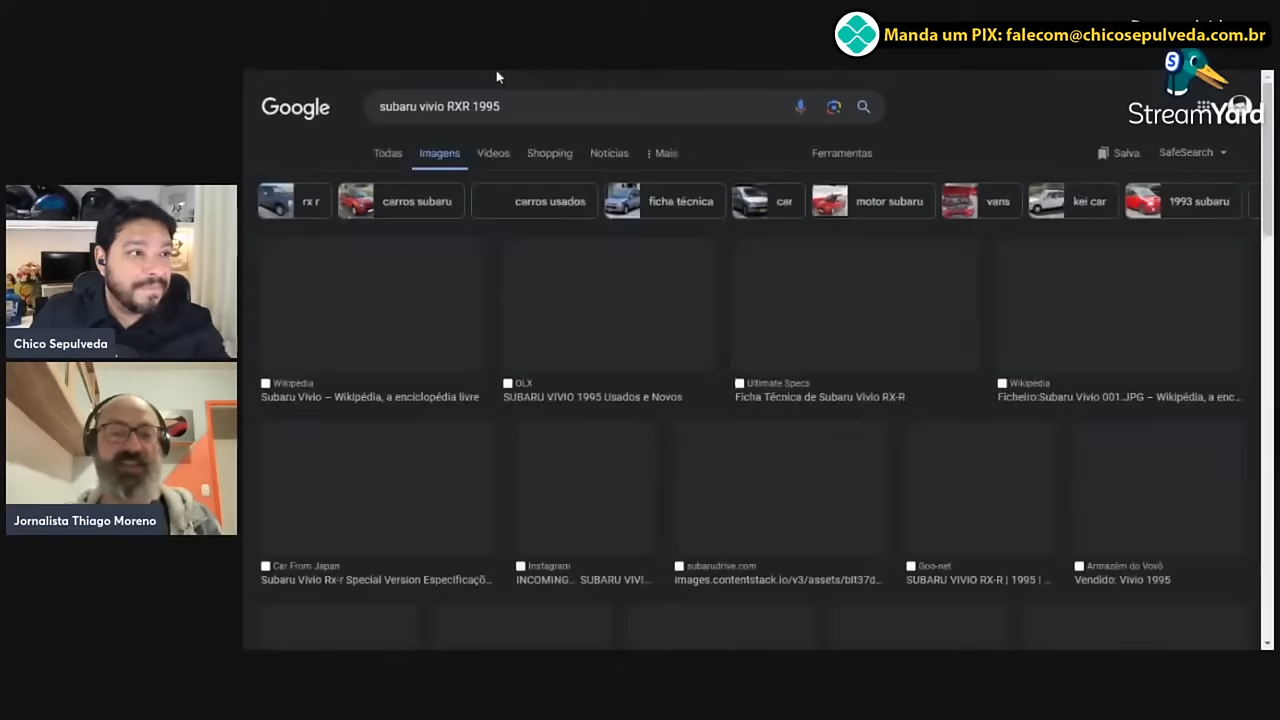 Manda um PIX: falecom@chicosepulveda.com.br
S
StreamYard
Google
subaru vivio RXR 1995
Todas
Imagens
Vídeos
Shopping
Notícias
Mais
Ferramentas
Salva
SafeSearch
rx r
carros subaru
carros usados
ficha técnica
car
motor subaru
vans
kei car
1993 subaru
Wikipédia
Subaru Vivio – Wikipédia, a enciclopédia livre
OLX
SUBARU VIVIO 1995 Usados e Novos
Ultimate Specs
Ficha Técnica de Subaru Vivio RX-R
Wikipédia
Ficheiro:Subaru Vivio 001.JPG – Wikipédia, a enc...
Car From Japan
Subaru Vivio Rx-r Special Version Especificaçõ...
Instagram
INCOMING... SUBARU VIVI...
subarudrive.com
images.contentstack.io/v3/assets/blt37d...
Goo-net
SUBARU VIVIO RX-R | 1995 | ...
Armazém do Vovô
Vendido: Vivio 1995
Chico Sepulveda
Jornalista Thiago Moreno